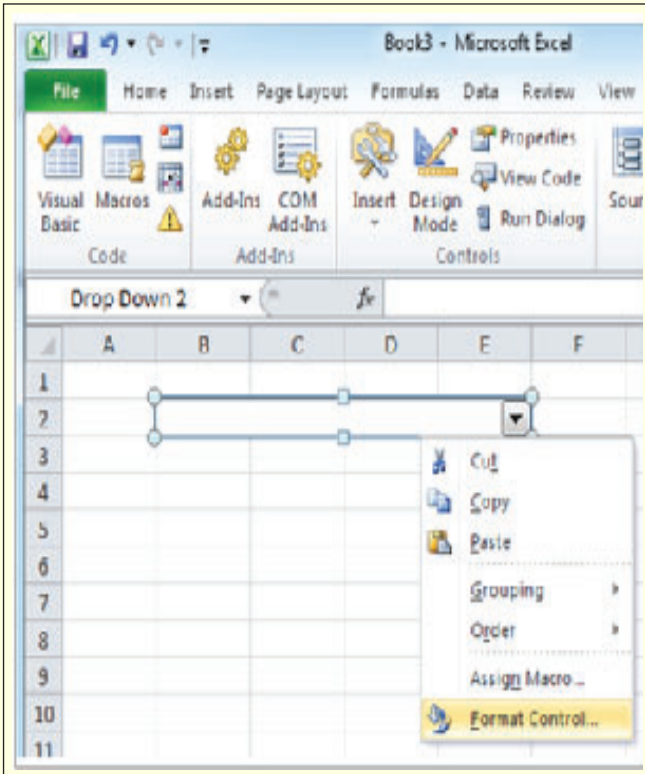 Book3 - Microsoft Excel
File Home Insert Page Layout Formulas Data Review View
Visual Basic Macros Add-Ins COM Add-Ins Insert Design Mode Properties View Code Run Dialog Sour
Code Add-Ins Controls
Drop Down 2 fx
A B C D E F
1
2
3 Cut
4 Copy
5 Paste
6
7 Grouping
8 Order
9 Assign Macro...
10 Format Control...
11